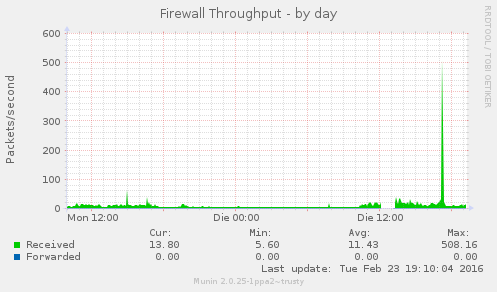 Firewall Throughput - by day
RRDTOOL / TOBI OETIKER
Packets/second
600
500
400
300
200
100
0
Mon 12:00 Die 00:00 Die 12:00
Cur: Min: Avg: Max:
Received 13.80 5.60 11.43 508.16
Forwarded 0.00 0.00 0.00 0.00
Last update: Tue Feb 23 19:10:04 2016
Munin 2.0.25-1ppa2~trusty